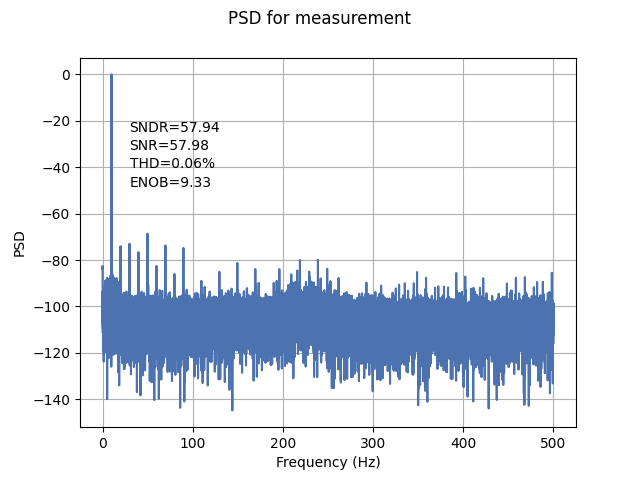 PSD for measurement
0
−20
−40
−60
−80
−100
−120
−140
PSD
SNDR=57.94
SNR=57.98
THD=0.06%
ENOB=9.33
0 100 200 300 400 500
Frequency (Hz)